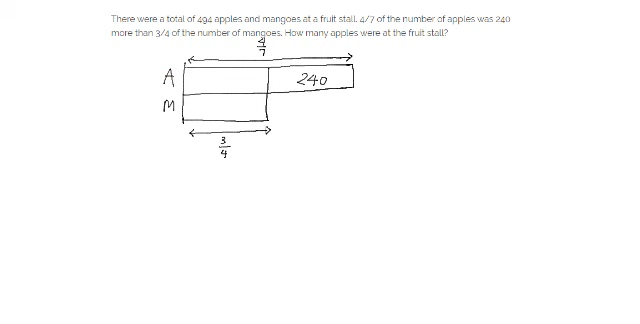 There were a total of 494 apples and mangoes at a fruit stall. 4/7 of the number of apples was 240
more than 3/4 of the number of mangoes. How many apples were at the fruit stall?
4/7
A 240
M
3/4